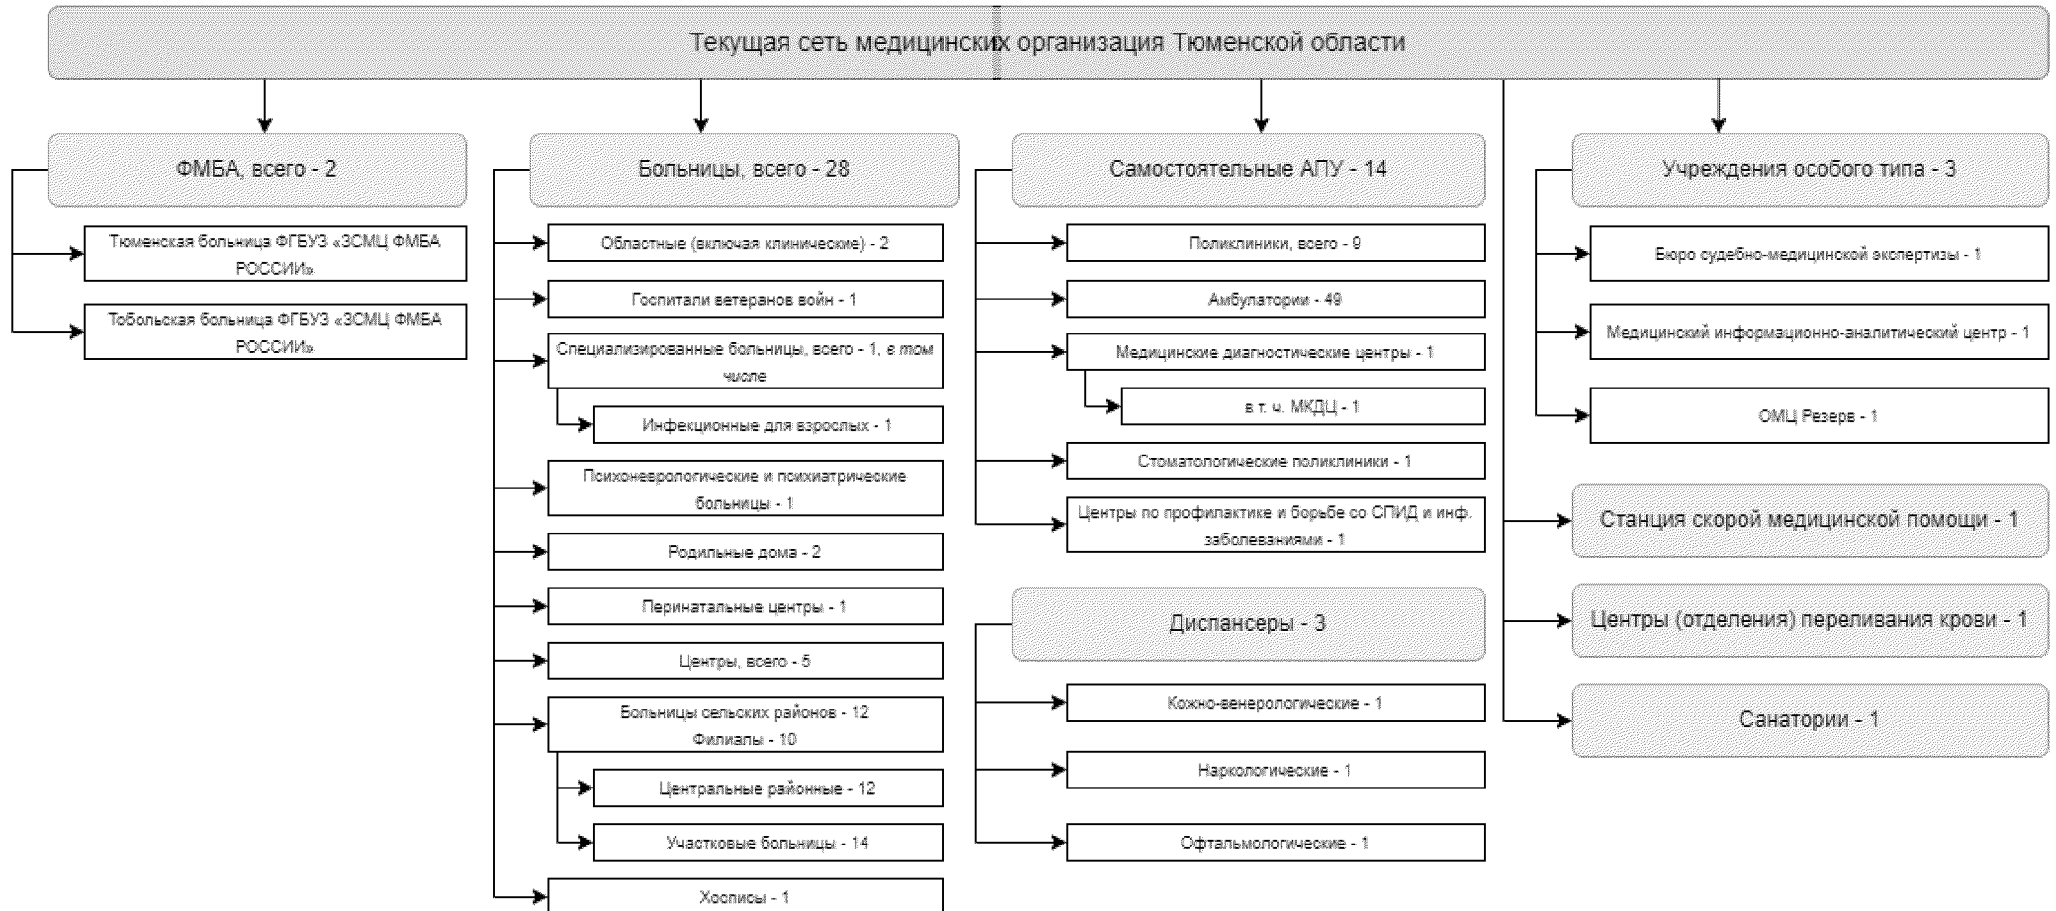 Текущая сеть медицинских организация Тюменской области
ФМБА, всего - 2
Тюменская больница ФГБУЗ «ЗСМЦ ФМБА
РОССИИ»
Тобольская больница ФГБУЗ «ЗСМЦ ФМБА
РОССИИ»
Больницы, всего - 28
Областные (включая клинические) - 2
Госпитали ветеранов войн - 1
Специализированные больницы, всего - 1, в том
числе
Инфекционные для взрослых - 1
Психоневрологические и психиатрические
больницы - 1
Родильные дома - 2
Перинатальные центры - 1
Центры, всего - 5
Больницы сельских районов - 12
Филиалы - 10
Центральные районные - 12
Участковые больницы - 14
Хосписы - 1
Самостоятельные АПУ - 14
Поликлиники, всего - 9
Амбулатории - 49
Медицинские диагностические центры - 1
в т. ч. МКДЦ - 1
Стоматологические поликлиники - 1
Центры по профилактике и борьбе со СПИД и инф.
заболеваниями - 1
Диспансеры - 3
Кожно-венерологические - 1
Наркологические - 1
Офтальмологические - 1
Учреждения особого типа - 3
Бюро судебно-медицинской экспертизы - 1
Медицинский информационно-аналитический центр - 1
ОМЦ Резерв - 1
Станция скорой медицинской помощи - 1
Центры (отделения) переливания крови - 1
Санатории - 1